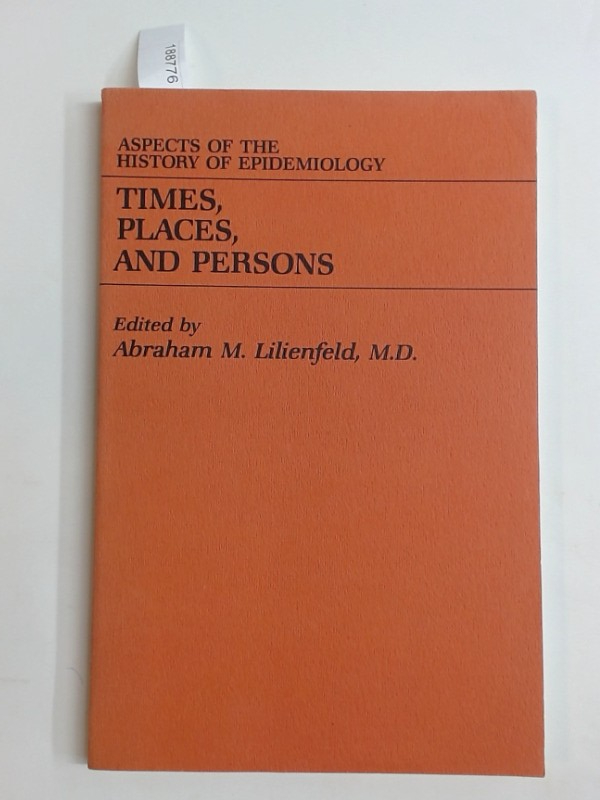 188776
ASPECTS OF THE
HISTORY OF EPIDEMIOLOGY
TIMES,
PLACES,
AND PERSONS
Edited by
Abraham M. Lilienfeld, M.D.